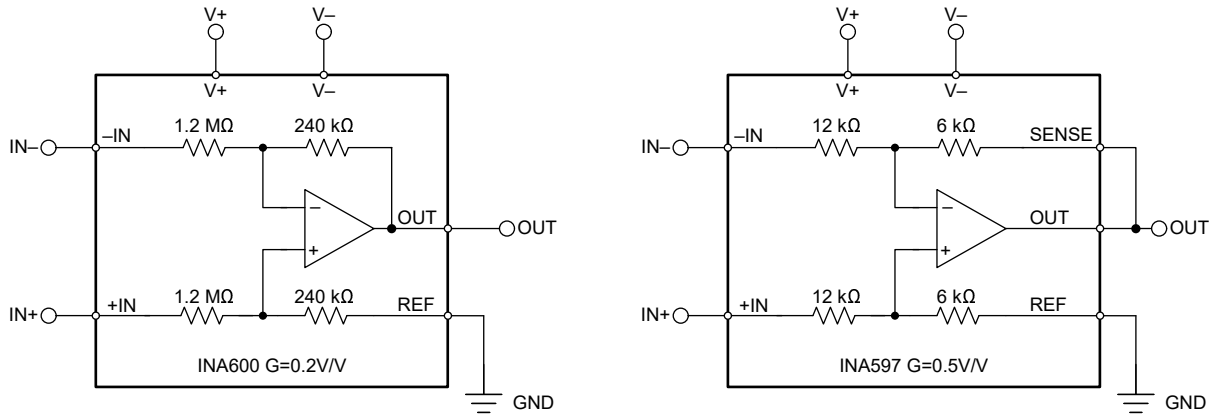 V+
V–
V+
V–
–IN
1.2 MΩ
240 kΩ
IN–
–
OUT
OUT
+
1.2 MΩ
240 kΩ
+IN
REF
IN+
INA600 G=0.2V/V
GND
V+
V–
V+
V–
–IN
12 kΩ
6 kΩ
SENSE
IN–
–
OUT
OUT
+
12 kΩ
6 kΩ
+IN
REF
IN+
INA597 G=0.5V/V
GND